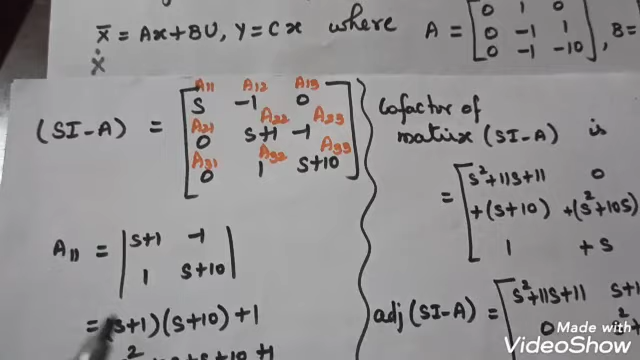 Ẋ = Ax + BU, Y = Cx where A = [0 1 0
0 -1 1
0 -1 -10], B =
Ẋ
A11 A12 A13
S -1 0
(SI-A) = A21 A22 A23
0 S+1 -1
A31 A32 A33
0 1 S+10
A11 = | S+1 -1
1 S+10 |
= (S+1)(S+10)+1
cofactor of
matrix (SI-A) is
= [S²+11S+11 0
+(S+10) +(S²+10S)
1 +S
adj(SI-A) = [S²+11S+11 S+1
0
Made with
VideoShow